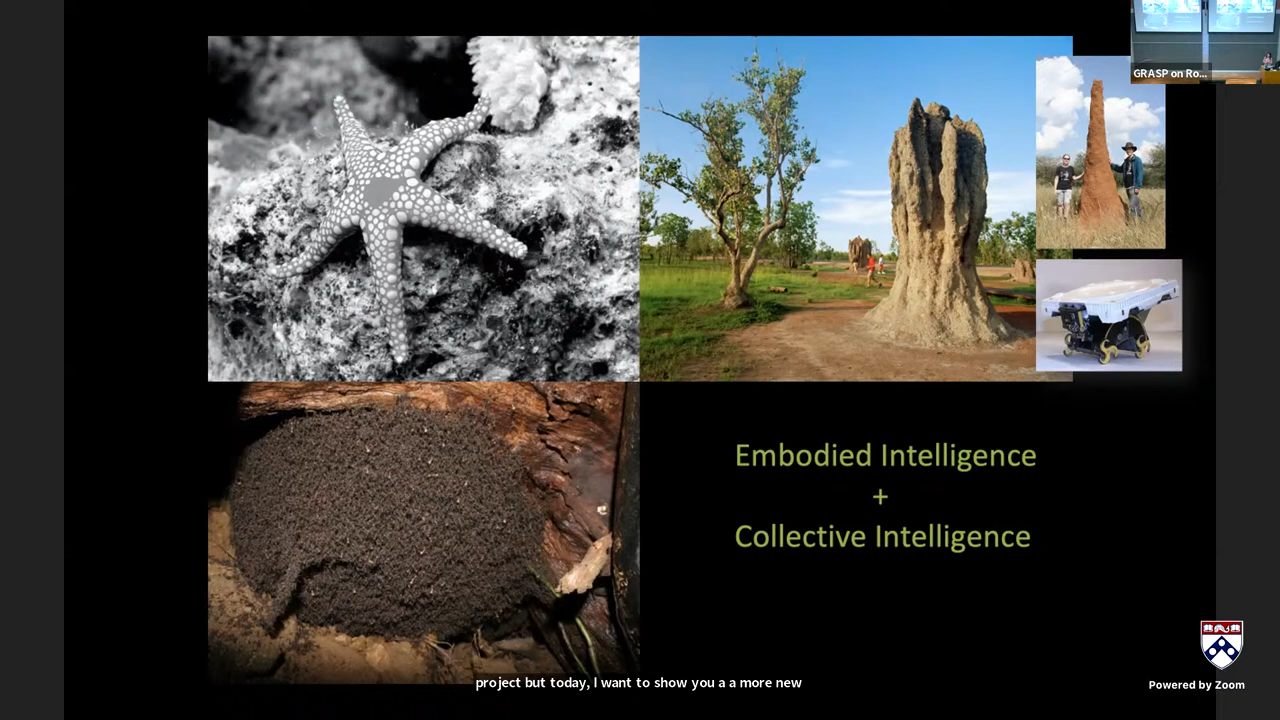 GRASP on Ro...
Embodied Intelligence
+
Collective Intelligence
project but today, I want to show you a a more new
Powered by Zoom